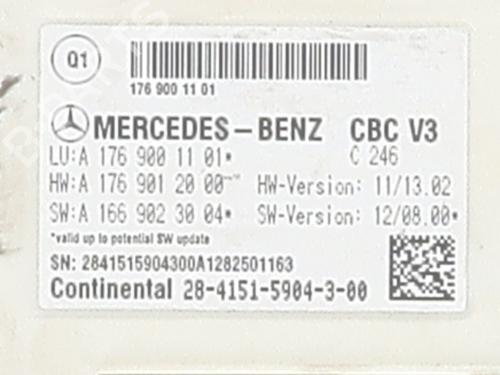 Q1
176 900 11 01
MERCEDES-BENZ CBC V3
LU:A 176 900 11 01* C 246
HW:A 176 901 20 00 HW-Version: 11/13.02
SW:A 166 902 30 04* SW-Version: 12/08.00*
*valid up to potential SW update
SN: 2841515904300A1282501163
Continental 28-4151-5904-3-00